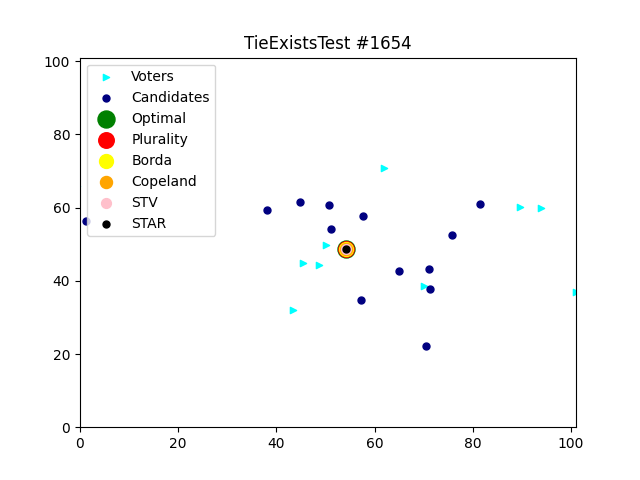 TieExistsTest #1654
100
80
60
40
20
0
Voters
Candidates
Optimal
Plurality
Borda
Copeland
STV
STAR
0 20 40 60 80 100